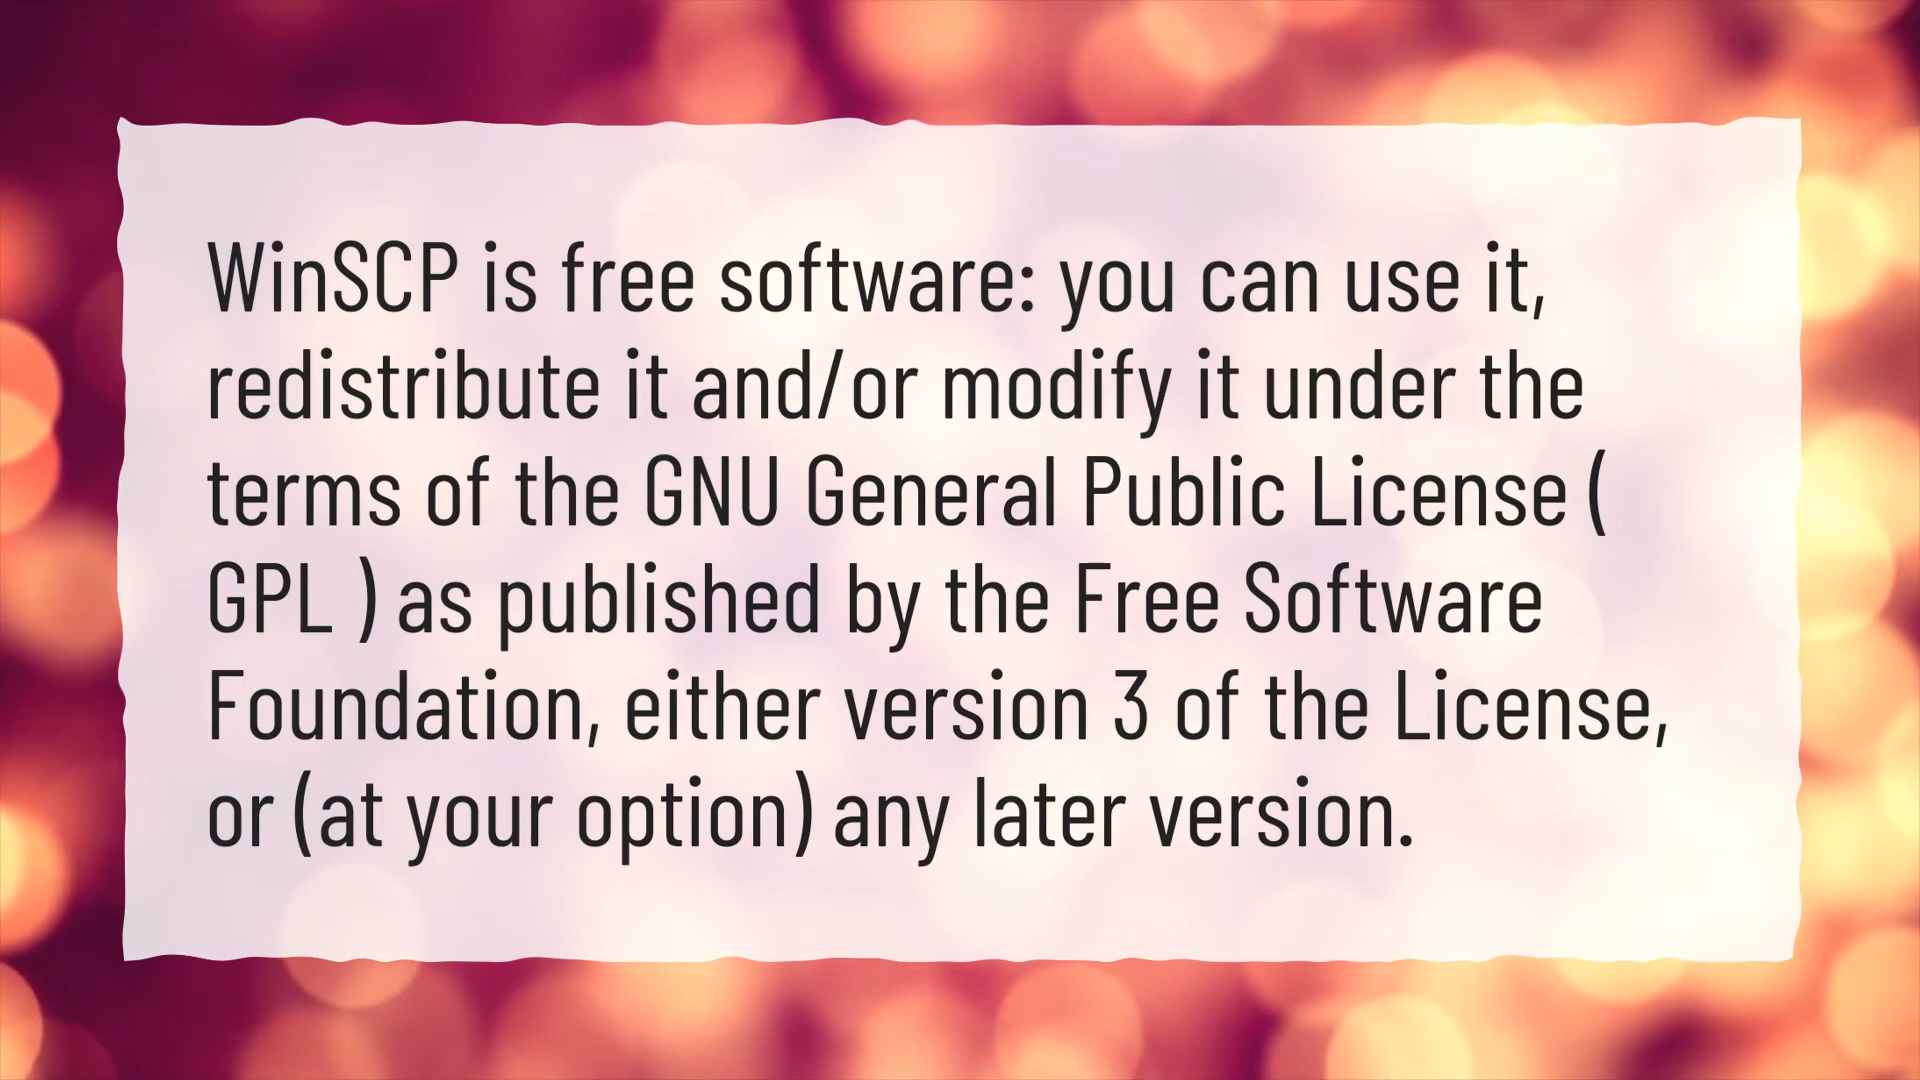 WinSCP is free software: you can use it,
redistribute it and/or modify it under the
terms of the GNU General Public License (
GPL ) as published by the Free Software
Foundation, either version 3 of the License,
or (at your option) any later version.